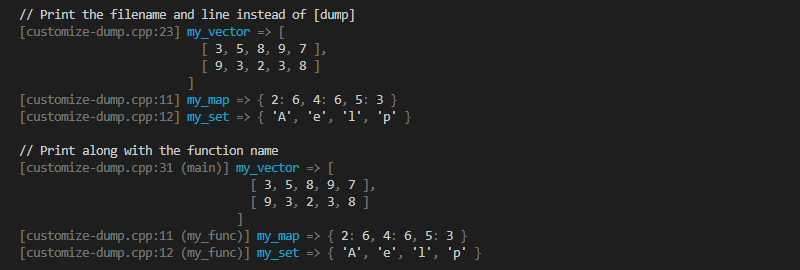 // Print the filename and line instead of [dump]
[customize-dump.cpp:23] my_vector => [
                          [ 3, 5, 8, 9, 7 ],
                          [ 9, 3, 2, 3, 8 ]
                        ]
[customize-dump.cpp:11] my_map => { 2: 6, 4: 6, 5: 3 }
[customize-dump.cpp:12] my_set => { 'A', 'e', 'l', 'p' }
// Print along with the function name
[customize-dump.cpp:31 (main)] my_vector => [
                                 [ 3, 5, 8, 9, 7 ],
                                 [ 9, 3, 2, 3, 8 ]
                               ]
[customize-dump.cpp:11 (my_func)] my_map => { 2: 6, 4: 6, 5: 3 }
[customize-dump.cpp:12 (my_func)] my_set => { 'A', 'e', 'l', 'p' }